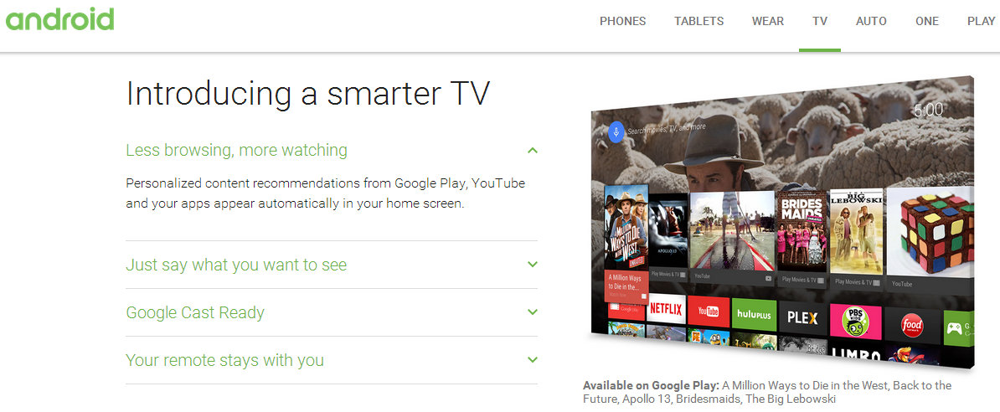 android
PHONES
TABLETS
WEAR
TV
AUTO
ONE
PLAY
Introducing a smarter TV
Less browsing, more watching
Personalized content recommendations from Google Play, YouTube
and your apps appear automatically in your home screen.
Just say what you want to see
Google Cast Ready
Your remote stays with you
5:00
Search movies, TV, and more
A MILLION
WAYS TO DIE
IN THE WEST
UNRATED
A Million Ways
to Die in the...
APOLLO 13
Play Movies & TV
YouTube
BRIDES
MAIDS
Play Movies & TV
THE
BIG
LEBOWSKI
Play Movies & TV
YouTube
NETFLIX
YouTube
huluPLUS
PLEX
PBS
KIDS
food
network
LIMBO
Available on Google Play: A Million Ways to Die in the West, Back to the
Future, Apollo 13, Bridesmaids, The Big Lebowski